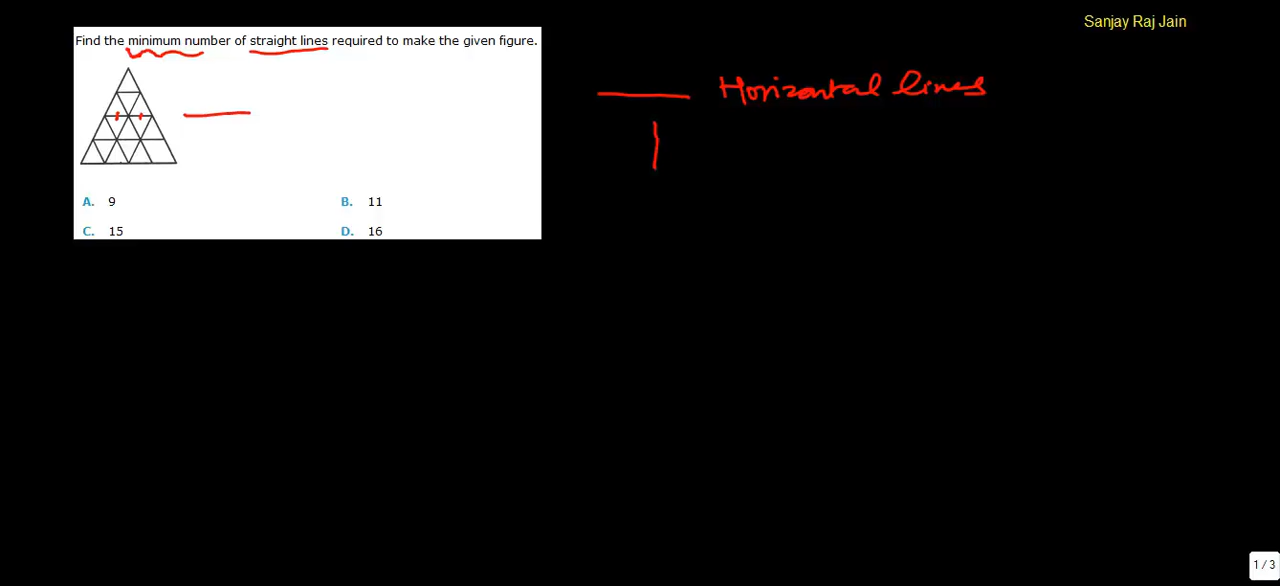 Sanjay Raj Jain
Find the minimum number of straight lines required to make the given figure.
Horizontal lines
A. 9
B. 11
C. 15
D. 16
1 / 3